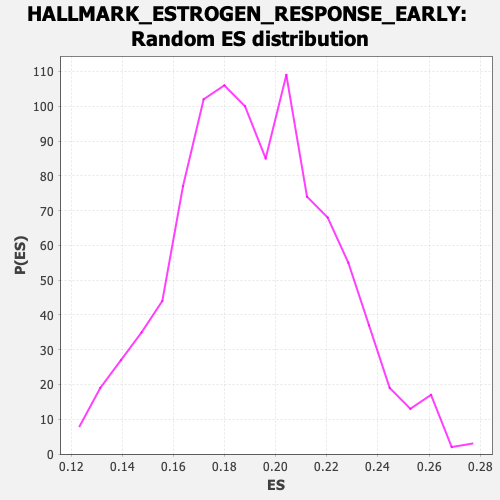 HALLMARK_ESTROGEN_RESPONSE_EARLY:
Random ES distribution
110
100
90
80
70
60
50
40
30
20
10
0
P(ES)
0.12 0.14 0.16 0.18 0.20 0.22 0.24 0.26 0.28
ES